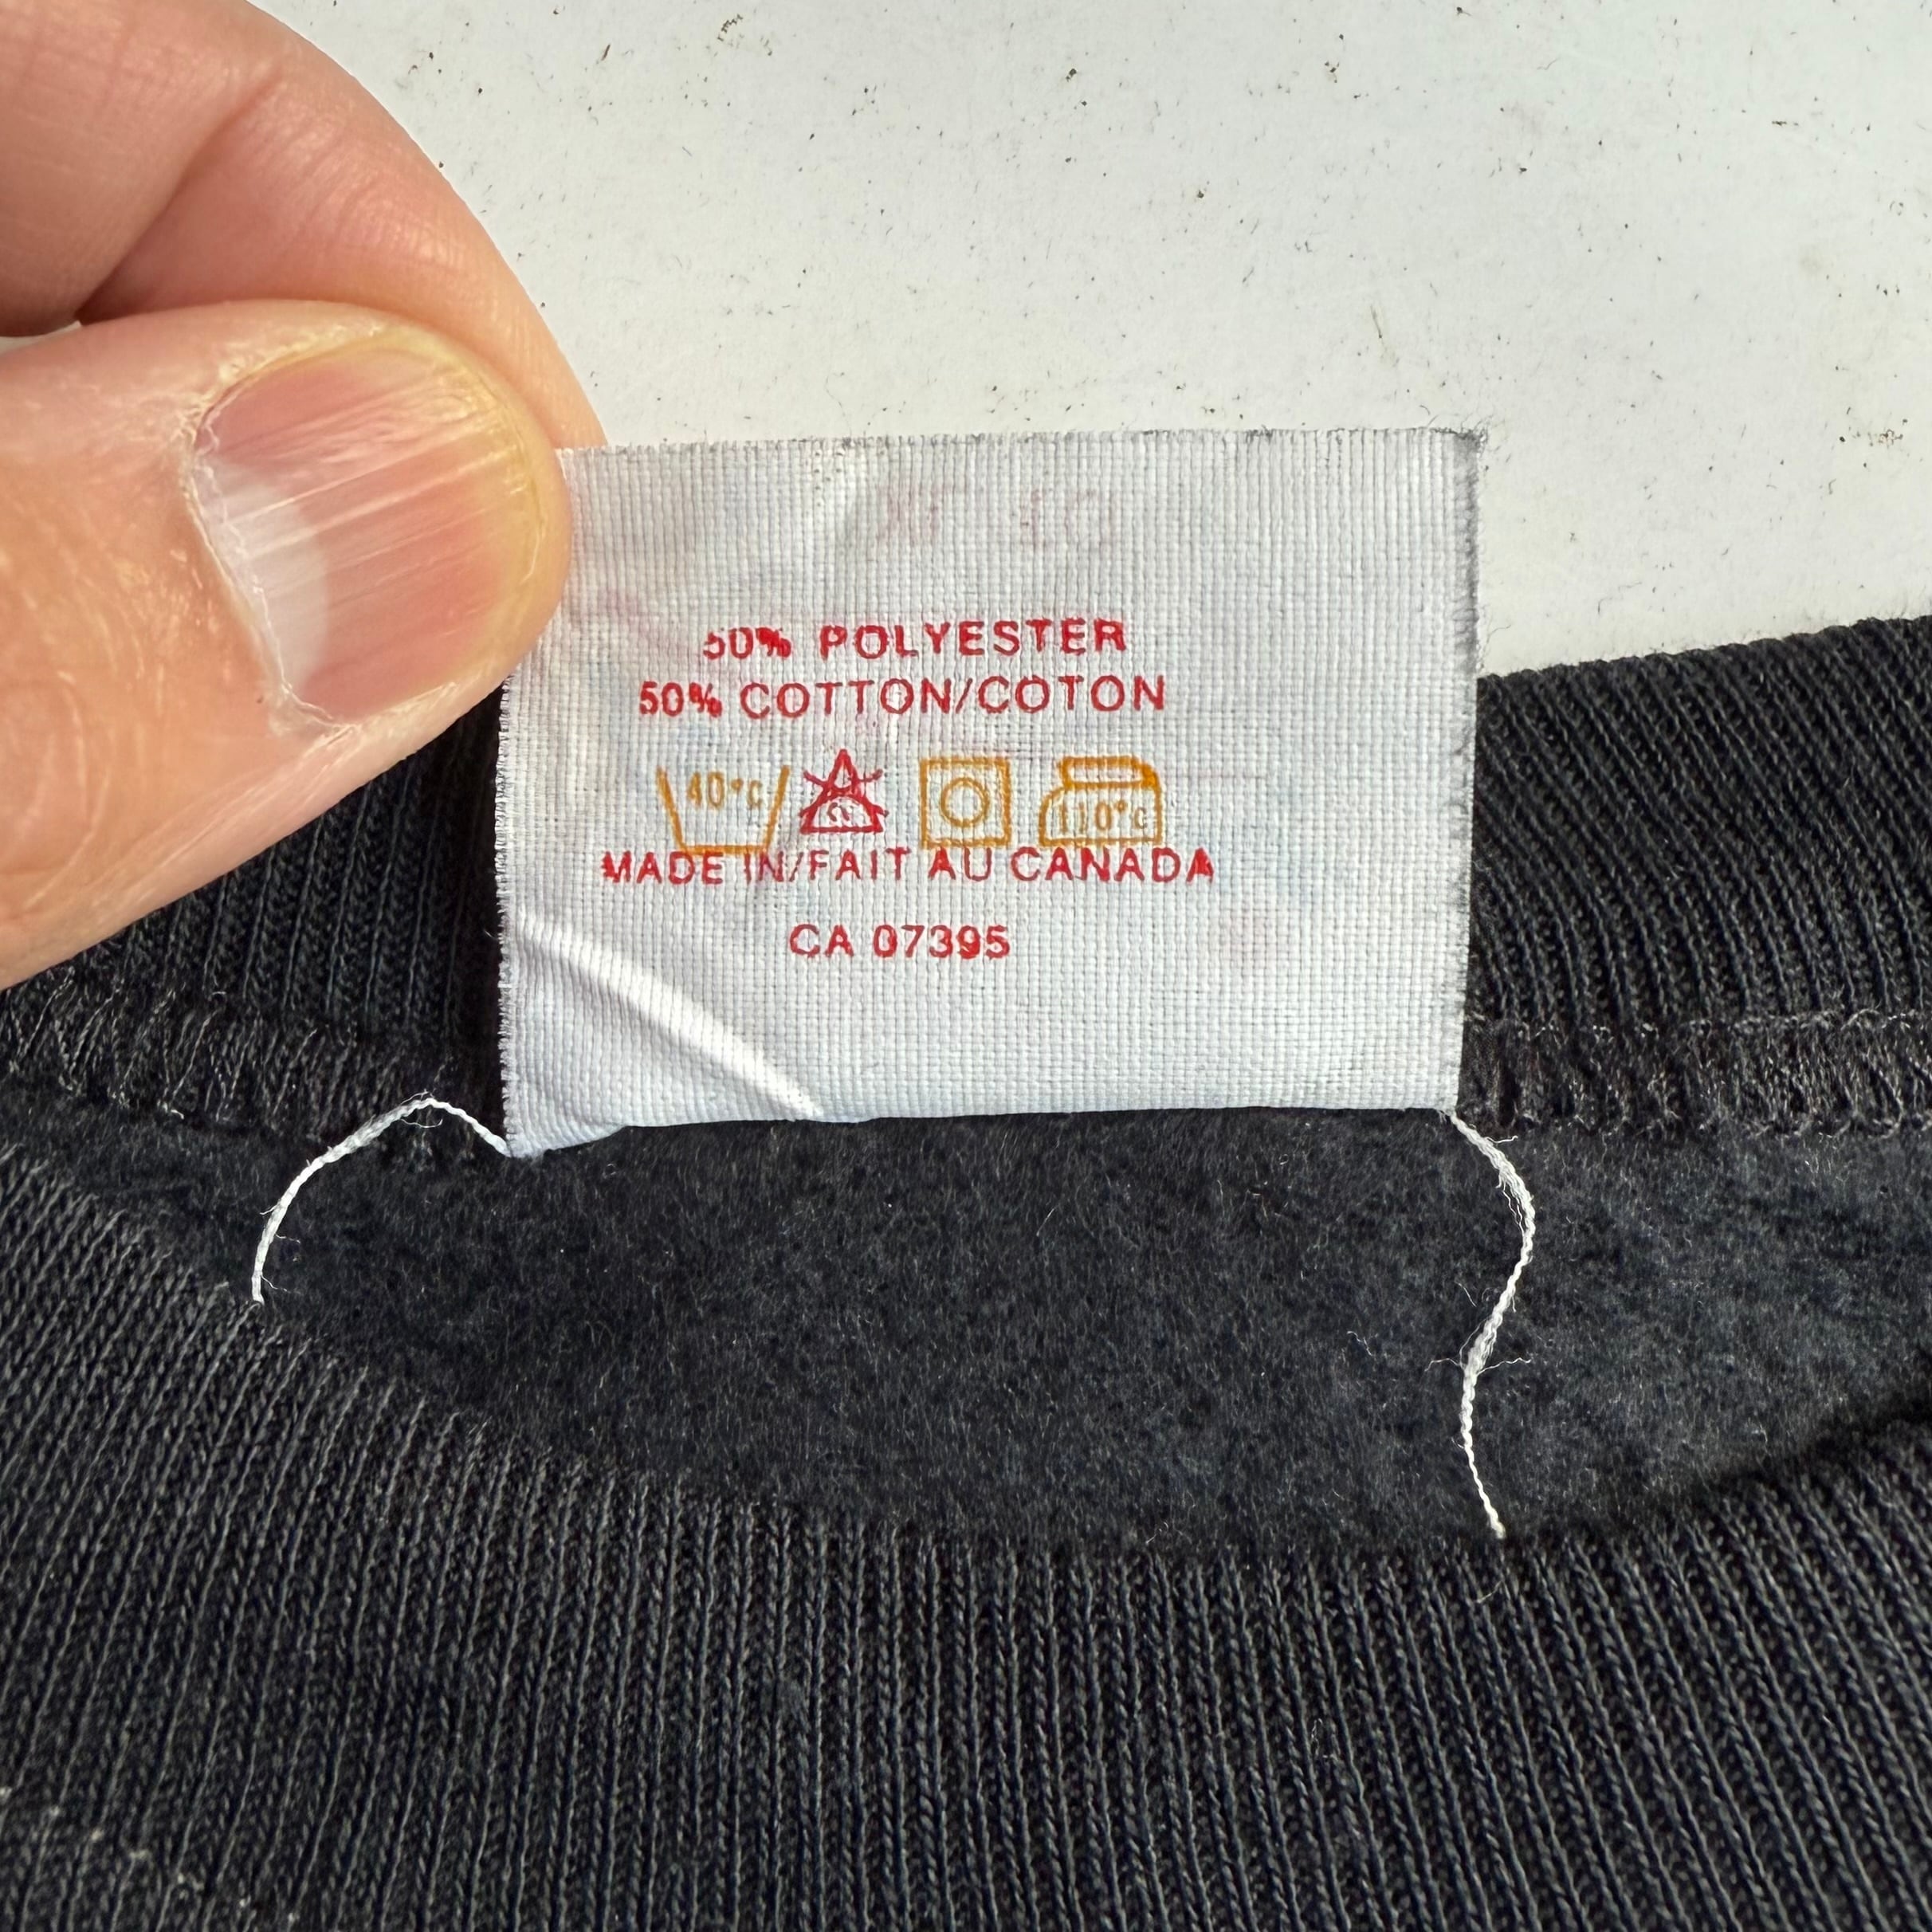 50% POLYESTER
50% COTTON/COTON
40°C 110°C
MADE IN/FAIT AU CANADA
CA 07395